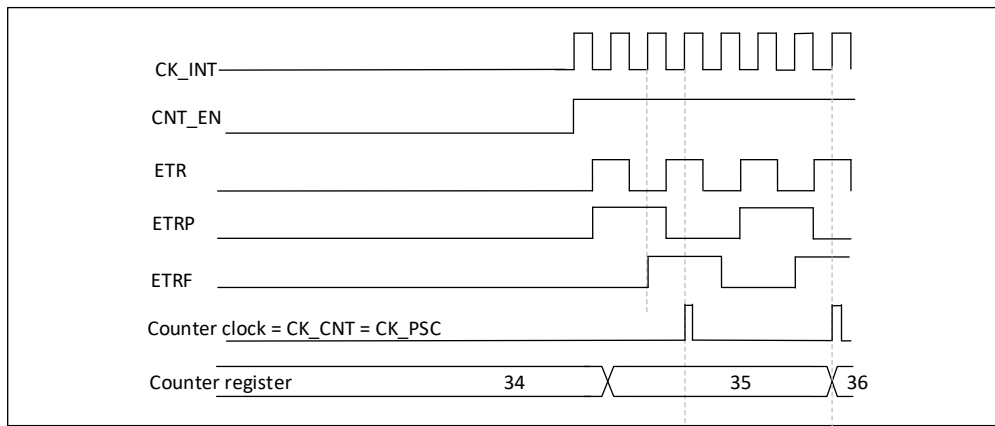 CK_INT
CNT_EN
ETR
ETRP
ETRF
Counter clock = CK_CNT = CK_PSC
Counter register 34 35 36